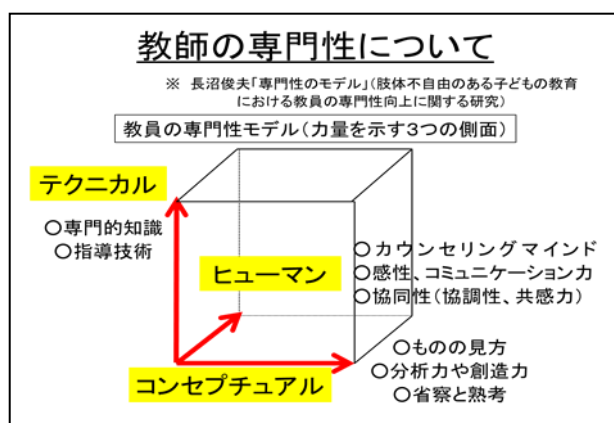 教師の専門性について
※ 長沼俊夫「専門性のモデル」(肢体不自由のある子どもの教育
における教員の専門性向上に関する研究)
教員の専門性モデル(力量を示す3つの側面)
テクニカル
○専門的知識
○指導技術
ヒューマン
○カウンセリングマインド
○感性、コミュニケーション力
○協同性(協調性、共感力)
コンセプチュアル
○ものの見方
○分析力や創造力
○省察と熟考